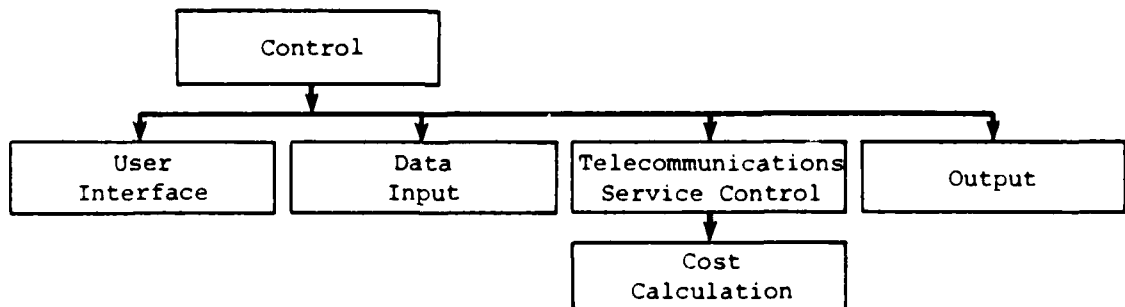 Control
User
Interface
Data
Input
Telecommunications
Service Control
Output
Cost
Calculation